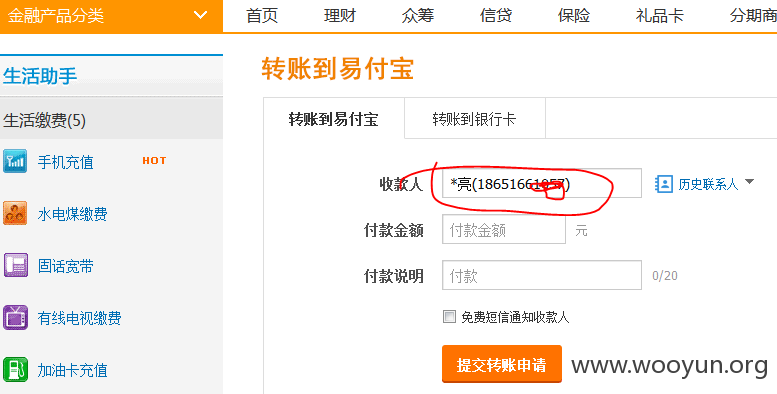 金融产品分类 首页 理财 众筹 信贷 保险 礼品卡 分期商
生活助手
转账到易付宝
生活缴费(5)
转账到易付宝 转账到银行卡
手机充值 HOT
收款人 *亮( 历史联系人
水电煤缴费
付款金额 付款金额 元
固话宽带
付款说明 付款 0/20
有线电视缴费
免费短信通知收款人
加油卡充值
提交转账申请
www.wooyun.org